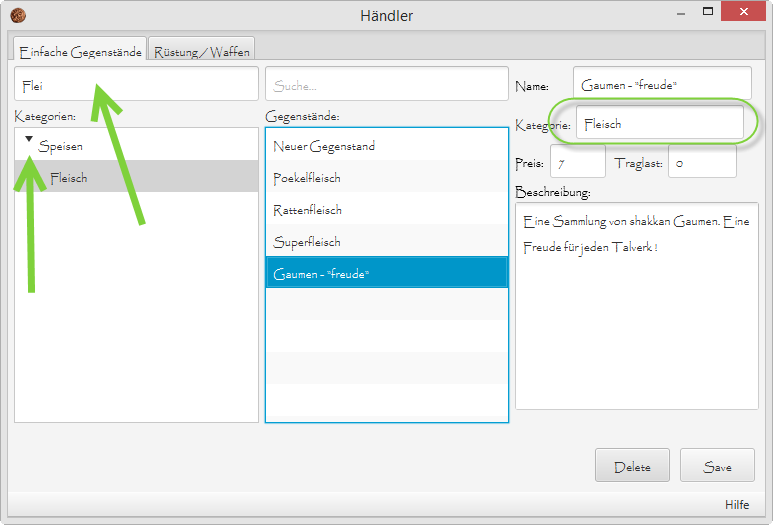 Händler
Einfache Gegenstände
Rüstung/Waffen
Flei
Suche...
Name:
Gaumen - "freude"
Kategorien:
Gegenstände:
Kategorie:
Fleisch
Speisen
Fleisch
Neuer Gegenstand
Poekelfleisch
Rattenfleisch
Superfleisch
Gaumen - "freude"
Preis:
7
Traglast:
0
Beschreibung:
Eine Sammlung von shakkan Gaumen. Eine
Freude für jeden Talverk !
Delete
Save
Hilfe